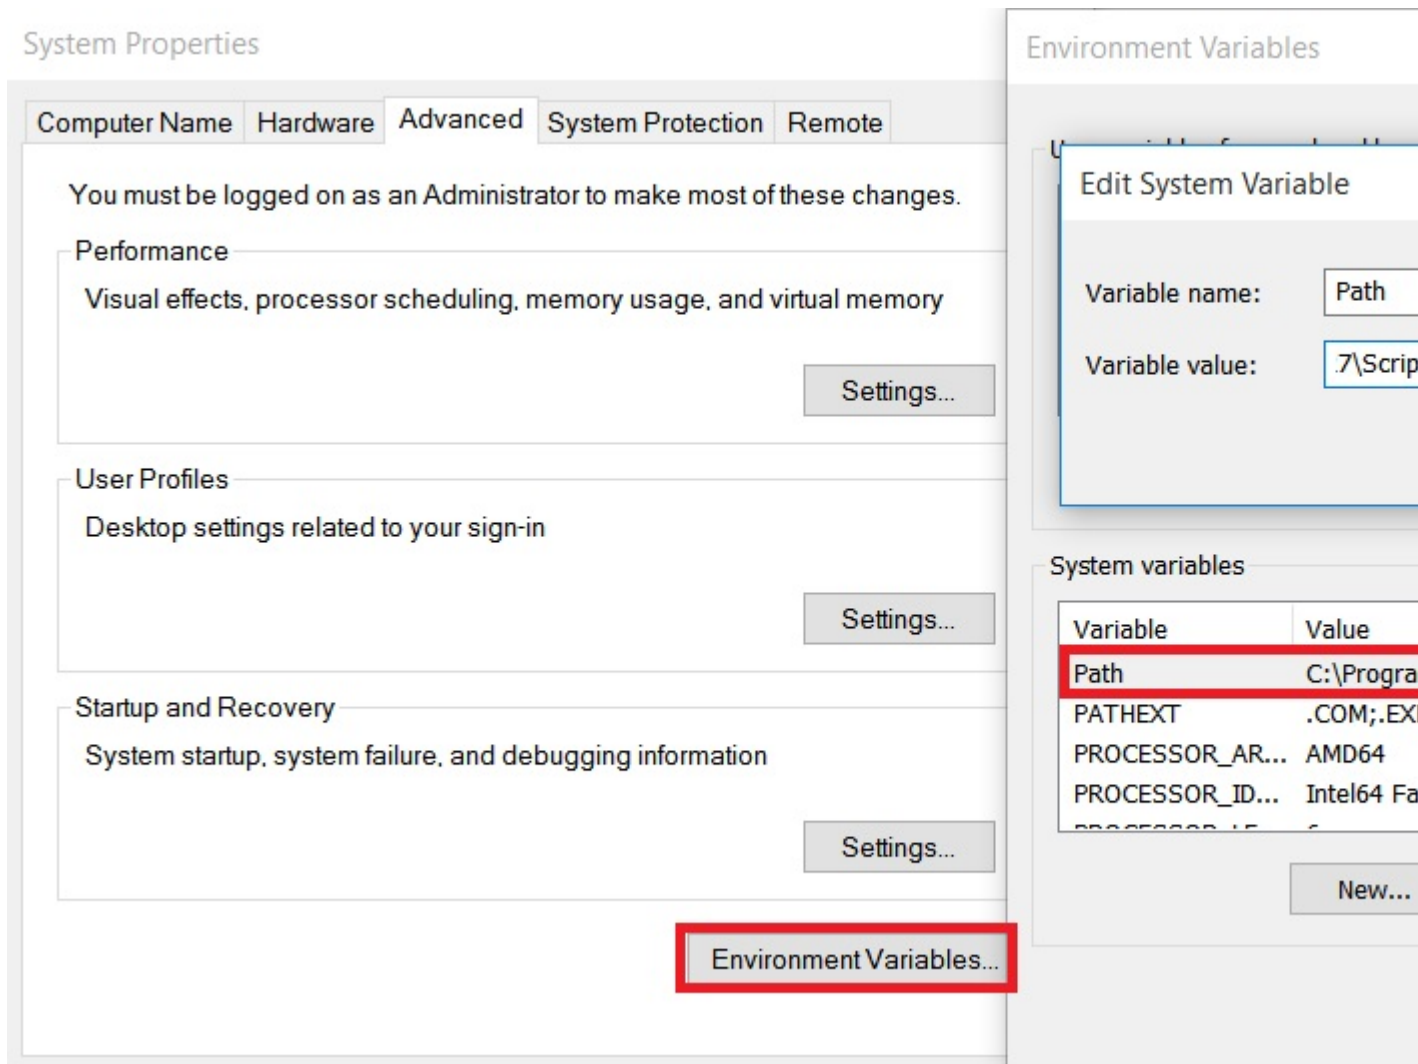 System Properties
Computer Name Hardware Advanced System Protection Remote
You must be logged on as an Administrator to make most of these changes.
Performance
Visual effects, processor scheduling, memory usage, and virtual memory
Settings...
User Profiles
Desktop settings related to your sign-in
Settings...
Startup and Recovery
System startup, system failure, and debugging information
Settings...
Environment Variables...
Environment Variables
Edit System Variable
Variable name: Path
Variable value: .7\Scrip
System variables
Variable Value
Path C:\Progra
PATHEXT .COM;.EX
PROCESSOR_AR... AMD64
PROCESSOR_ID... Intel64 Fa
New...